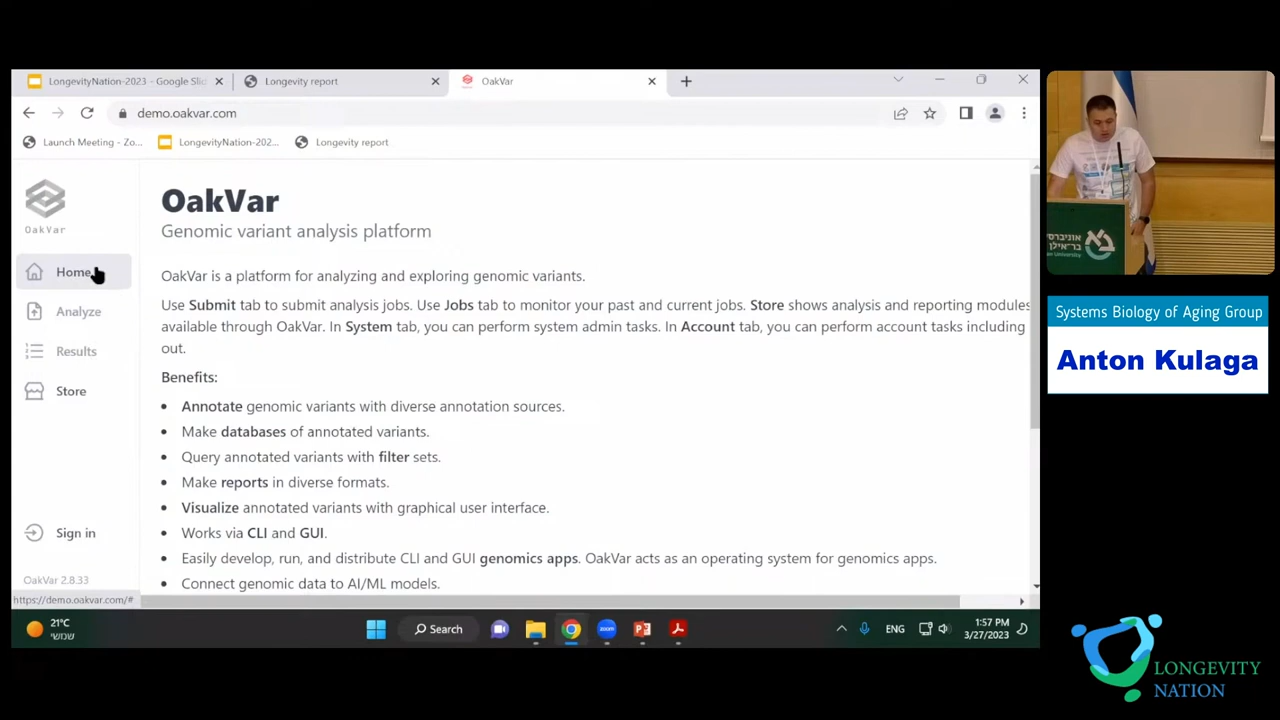 LongevityNation-2023 - Google Slid
Longevity report
OakVar
demo.oakvar.com
Launch Meeting - Zo...
LongevityNation-202...
Longevity report
OakVar
Home
Analyze
Results
Store
Sign in
OakVar 2.8.33
https://demo.oakvar.com/#
OakVar
Genomic variant analysis platform
OakVar is a platform for analyzing and exploring genomic variants.
Use Submit tab to submit analysis jobs. Use Jobs tab to monitor your past and current jobs. Store shows analysis and reporting modules
available through OakVar. In System tab, you can perform system admin tasks. In Account tab, you can perform account tasks including
out.
Benefits:
• Annotate genomic variants with diverse annotation sources.
• Make databases of annotated variants.
• Query annotated variants with filter sets.
• Make reports in diverse formats.
• Visualize annotated variants with graphical user interface.
• Works via CLI and GUI.
• Easily develop, run, and distribute CLI and GUI genomics apps. OakVar acts as an operating system for genomics apps.
• Connect genomic data to AI/ML models.
21°C
שמשי
Search
ENG
1:57 PM
3/27/2023
אוניברסי
בר־אילן
Systems Biology of Aging Group
Anton Kulaga
LONGEVITY
NATION